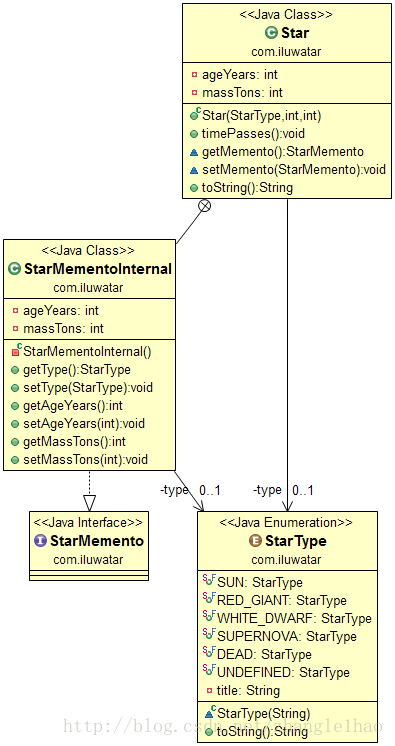 <<Java Class>>
Star
com.iluwatar
ageYears: int
massTons: int
Star(StarType,int,int)
timePasses():void
getMemento():StarMemento
setMemento(StarMemento):void
toString():String
<<Java Class>>
StarMementoInternal
com.iluwatar
ageYears: int
massTons: int
StarMementoInternal()
getType():StarType
setType(StarType):void
getAgeYears():int
setAgeYears(int):void
getMassTons():int
setMassTons(int):void
-type 0..1
-type 0..1
<<Java Interface>>
StarMemento
com.iluwatar
<<Java Enumeration>>
StarType
com.iluwatar
SUN: StarType
RED_GIANT: StarType
WHITE_DWARF: StarType
SUPERNOVA: StarType
DEAD: StarType
UNDEFINED: StarType
title: String
StarType(String)
toString():String